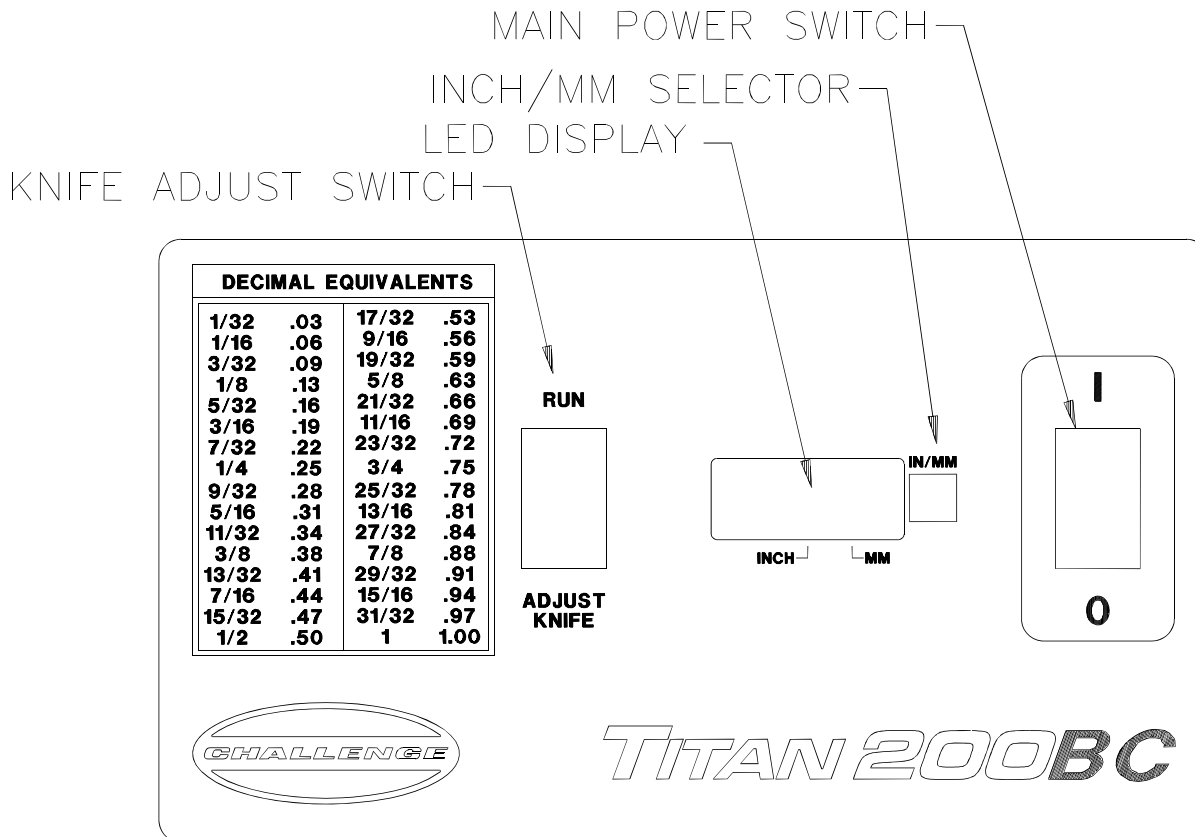 MAIN POWER SWITCH
INCH/MM SELECTOR
LED DISPLAY
KNIFE ADJUST SWITCH
DECIMAL EQUIVALENTS
1/32 .03 17/32 .53
1/16 .06 9/16 .56
3/32 .09 19/32 .59
1/8 .13 5/8 .63
5/32 .16 21/32 .66
3/16 .19 11/16 .69
7/32 .22 23/32 .72
1/4 .25 3/4 .75
9/32 .28 25/32 .78
5/16 .31 13/16 .81
11/32 .34 27/32 .84
3/8 .38 7/8 .88
13/32 .41 29/32 .91
7/16 .44 15/16 .94
15/32 .47 31/32 .97
1/2 .50 1 1.00
RUN
ADJUST
KNIFE
IN/MM
INCH MM
I
O
CHALLENGE
TITAN 200BC